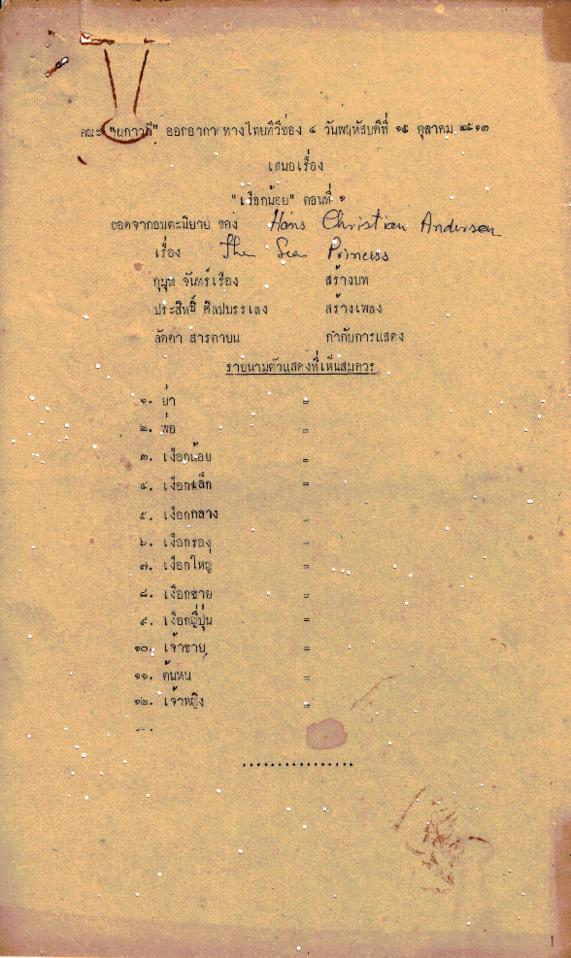 คณะ "ผกาวลี" ออกอากาศทางไทยทีวีช่อง ๔ วันพฤหัสบดีที่ ๑๕ ตุลาคม ๒๕๑๓
เสนอเรื่อง
"เงือกน้อย" ตอนที่ ๑
ถอดจากอมตะนิยาย ของ Hans Christian Anderson
เรื่อง The Sea Princess
กุมุท จันทร์เรือง สร้างบท
ประสิทธิ์ ศิลปบรรเลง สร้างเพลง
ลัดดา สารตายน กำกับการแสดง
รายนามตัวแสดงที่เห็นสมควร
๑. ย่า =
๒. พ่อ =
๓. เงือกน้อย =
๔. เงือกเล็ก =
๕. เงือกกลาง =
๖. เงือกรอง =
๗. เงือกใหญ่ =
๘. เงือกชาย =
๙. เงือกญี่ปุ่น =
๑๐. เจ้าชาย =
๑๑. ต้นหน =
๑๒. เจ้าหญิง =
................
1